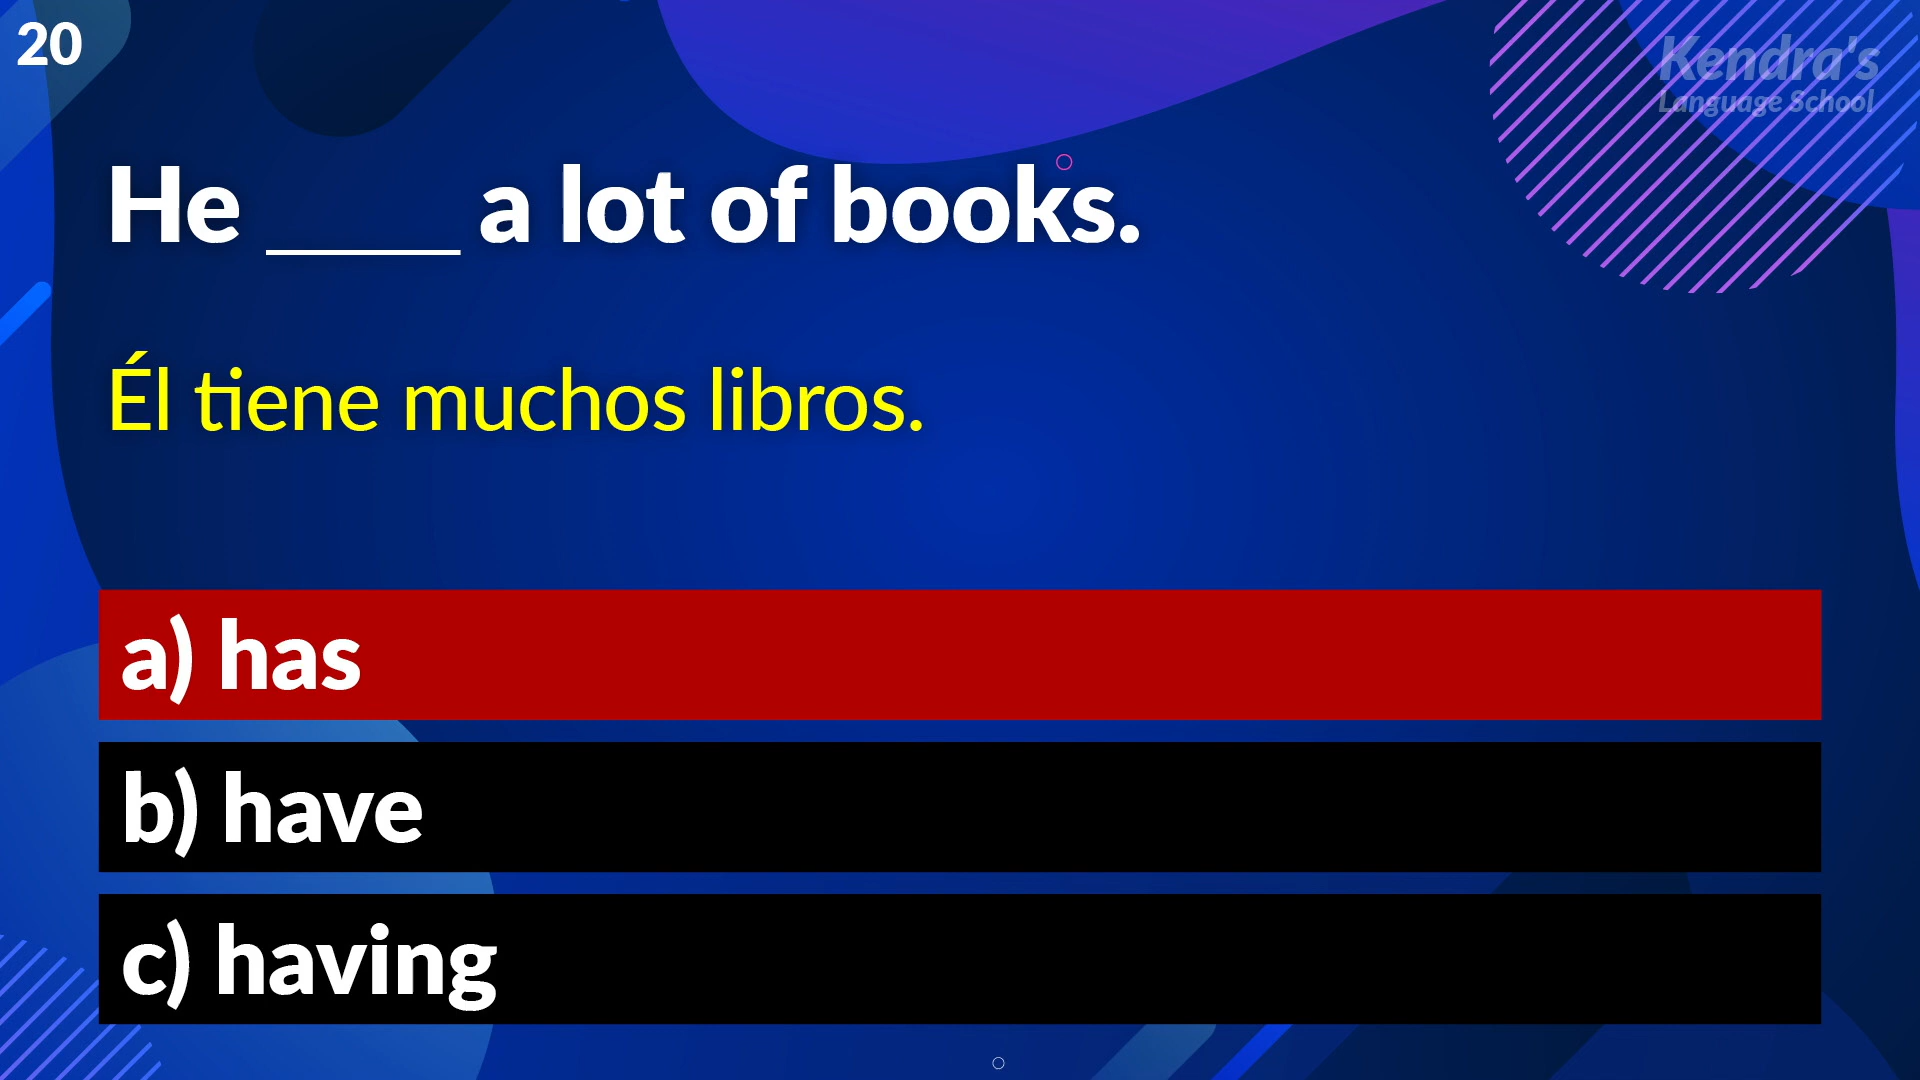 20
Kendra's
Language School
He ____ a lot of books.
Él tiene muchos libros.
a) has
b) have
c) having